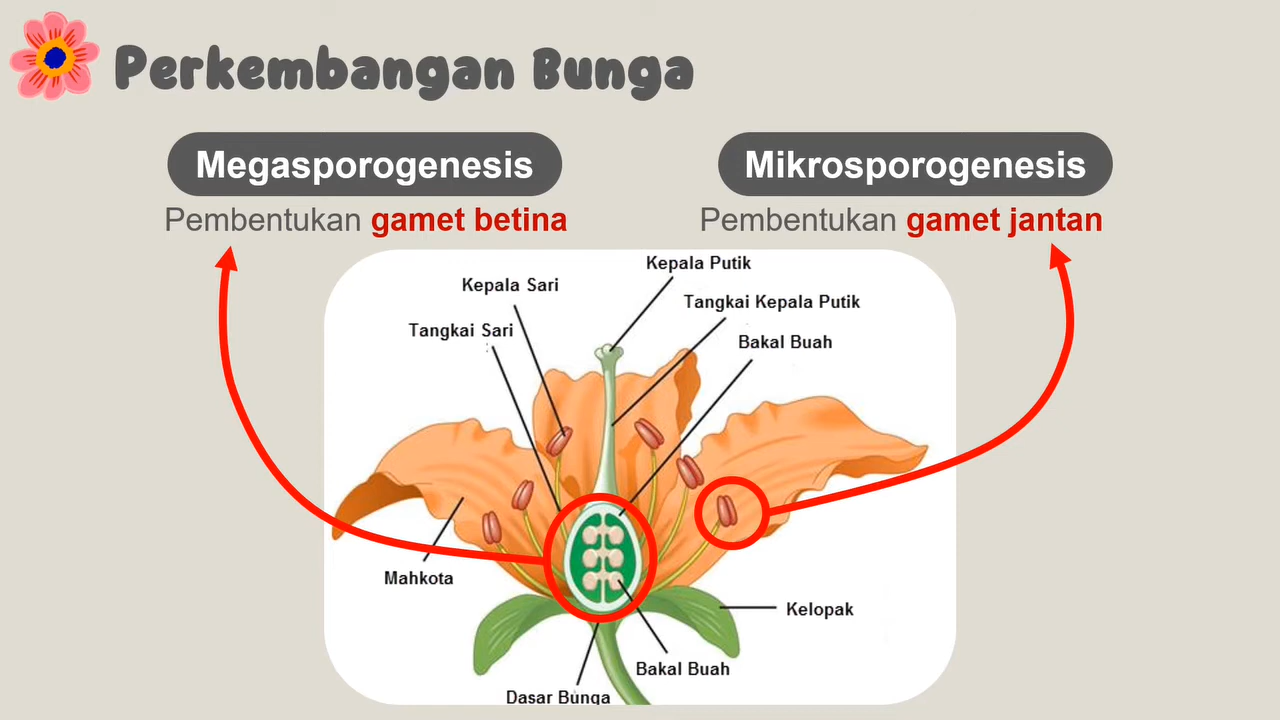 Perkembangan Bunga
Megasporogenesis
Pembentukan gamet betina
Mikrosporogenesis
Pembentukan gamet jantan
Kepala Putik
Kepala Sari
Tangkai Kepala Putik
Tangkai Sari
Bakal Buah
Mahkota
Kelopak
Bakal Buah
Dasar Bunga